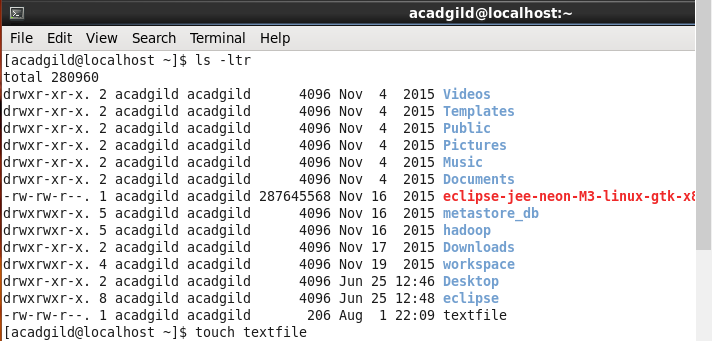 acadgild@localhost:~
File Edit View Search Terminal Help
[acadgild@localhost ~]$ ls -ltr
total 280960
drwxr-xr-x. 2 acadgild acadgild      4096 Nov  4  2015 Videos
drwxr-xr-x. 2 acadgild acadgild      4096 Nov  4  2015 Templates
drwxr-xr-x. 2 acadgild acadgild      4096 Nov  4  2015 Public
drwxr-xr-x. 2 acadgild acadgild      4096 Nov  4  2015 Pictures
drwxr-xr-x. 2 acadgild acadgild      4096 Nov  4  2015 Music
drwxr-xr-x. 2 acadgild acadgild      4096 Nov  4  2015 Documents
-rw-rw-r--. 1 acadgild acadgild 287645568 Nov 16  2015 eclipse-jee-neon-M3-linux-gtk-x8
drwxrwxr-x. 5 acadgild acadgild      4096 Nov 16  2015 metastore_db
drwxrwxr-x. 5 acadgild acadgild      4096 Nov 16  2015 hadoop
drwxr-xr-x. 2 acadgild acadgild      4096 Nov 17  2015 Downloads
drwxrwxr-x. 4 acadgild acadgild      4096 Nov 19  2015 workspace
drwxr-xr-x. 2 acadgild acadgild      4096 Jun 25 12:46 Desktop
drwxrwxr-x. 8 acadgild acadgild      4096 Jun 25 12:48 eclipse
-rw-rw-r--. 1 acadgild acadgild       206 Aug  1 22:09 textfile
[acadgild@localhost ~]$ touch textfile